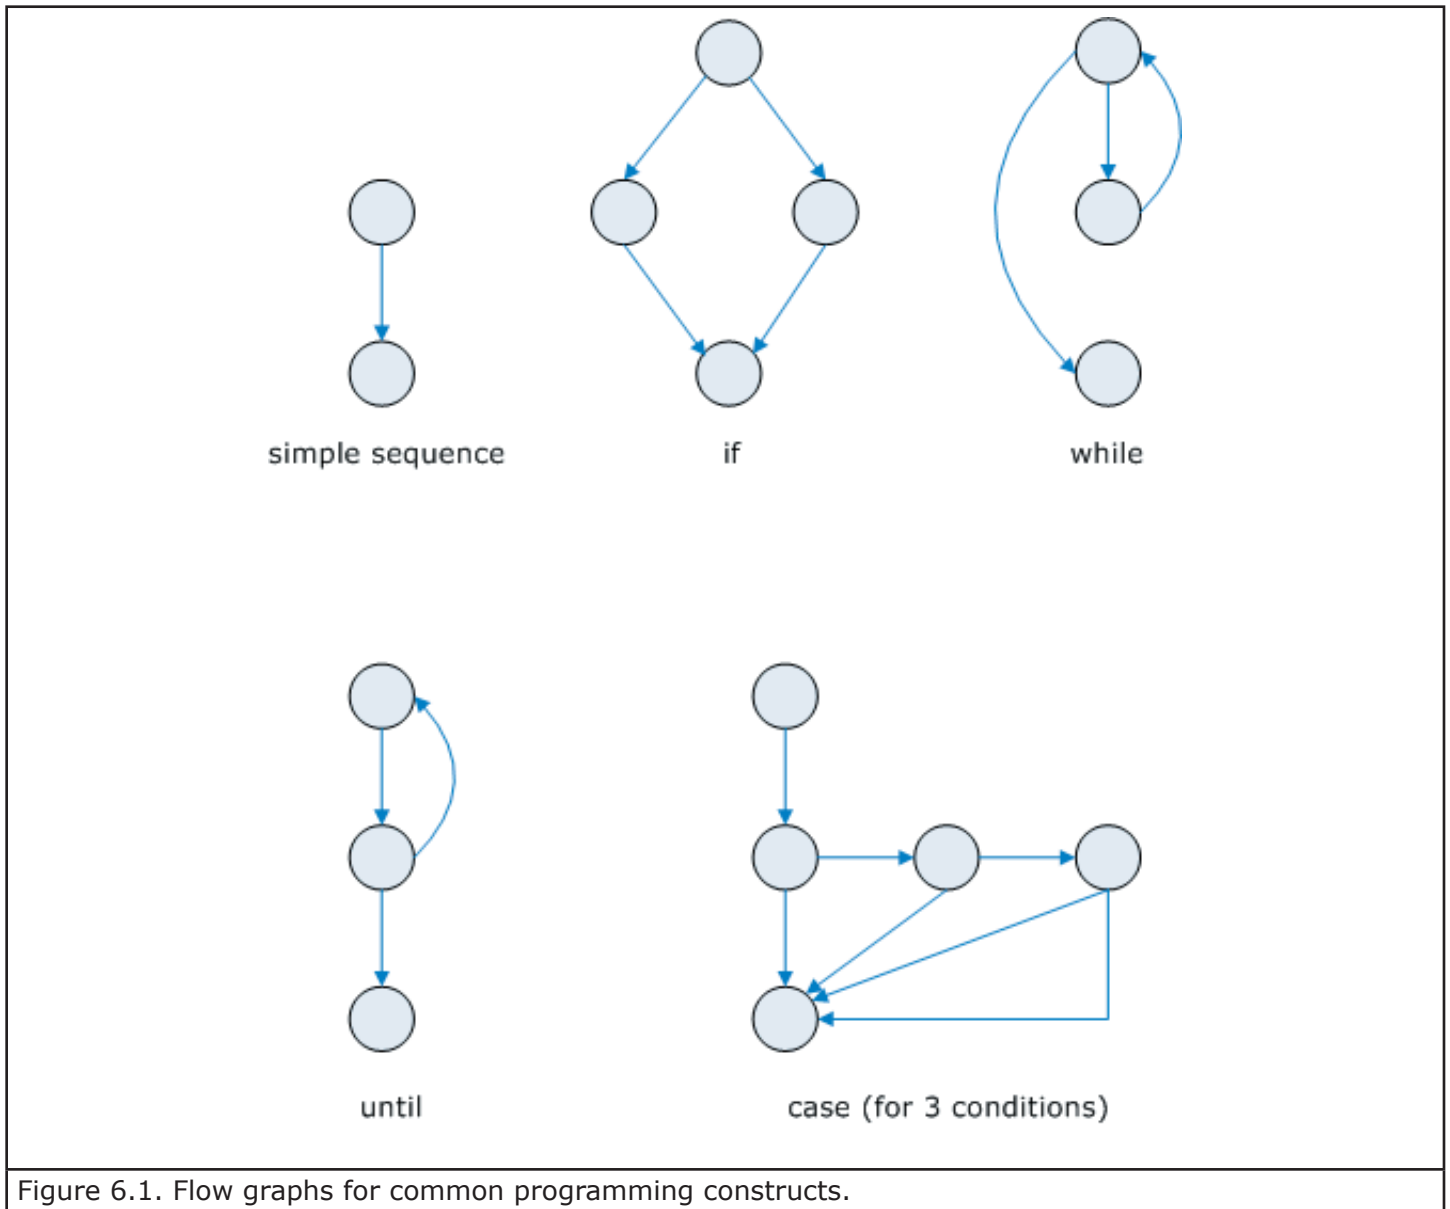 simple sequence
if
while
until
case (for 3 conditions)
Figure 6.1. Flow graphs for common programming constructs.